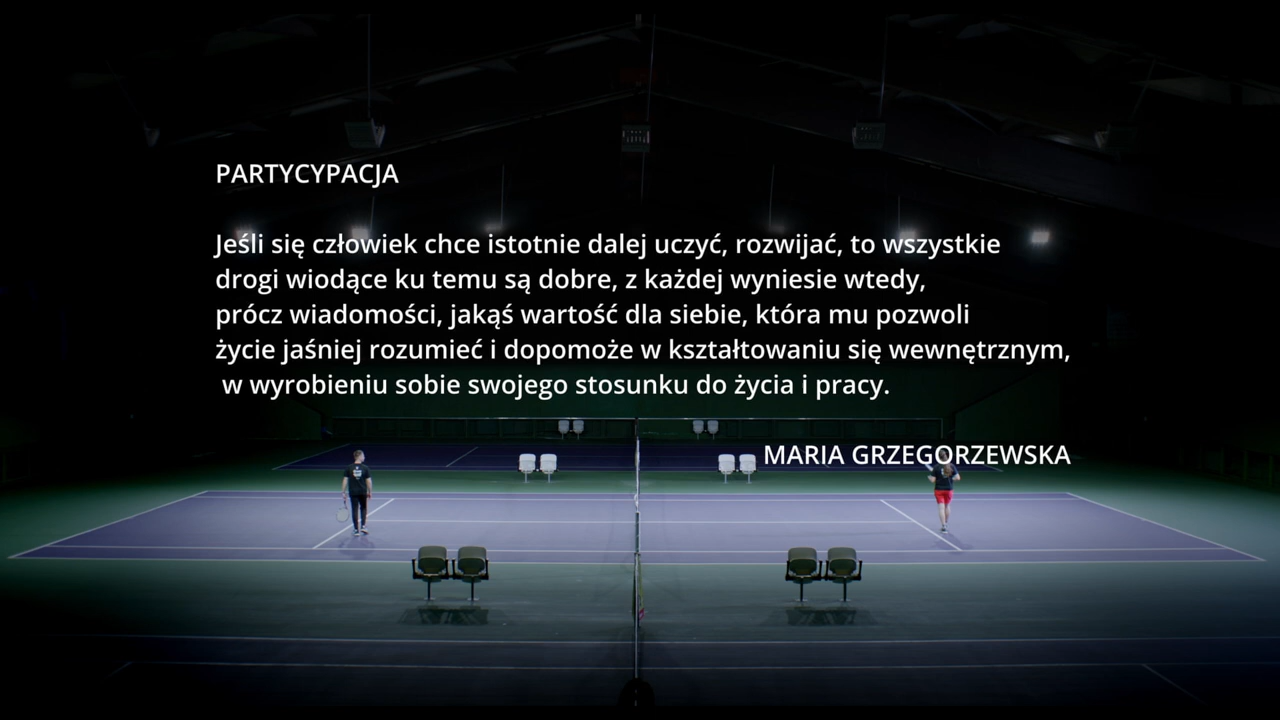 PARTYCYPACJA
Jeśli się człowiek chce istotnie dalej uczyć, rozwijać, to wszystkie
drogi wiodące ku temu są dobre, z każdej wyniesie wtedy,
prócz wiadomości, jakąś wartość dla siebie, która mu pozwoli
życie jaśniej rozumieć i dopomoże w kształtowaniu się wewnętrznym,
w wyrobieniu sobie swojego stosunku do życia i pracy.
MARIA GRZEGORZEWSKA